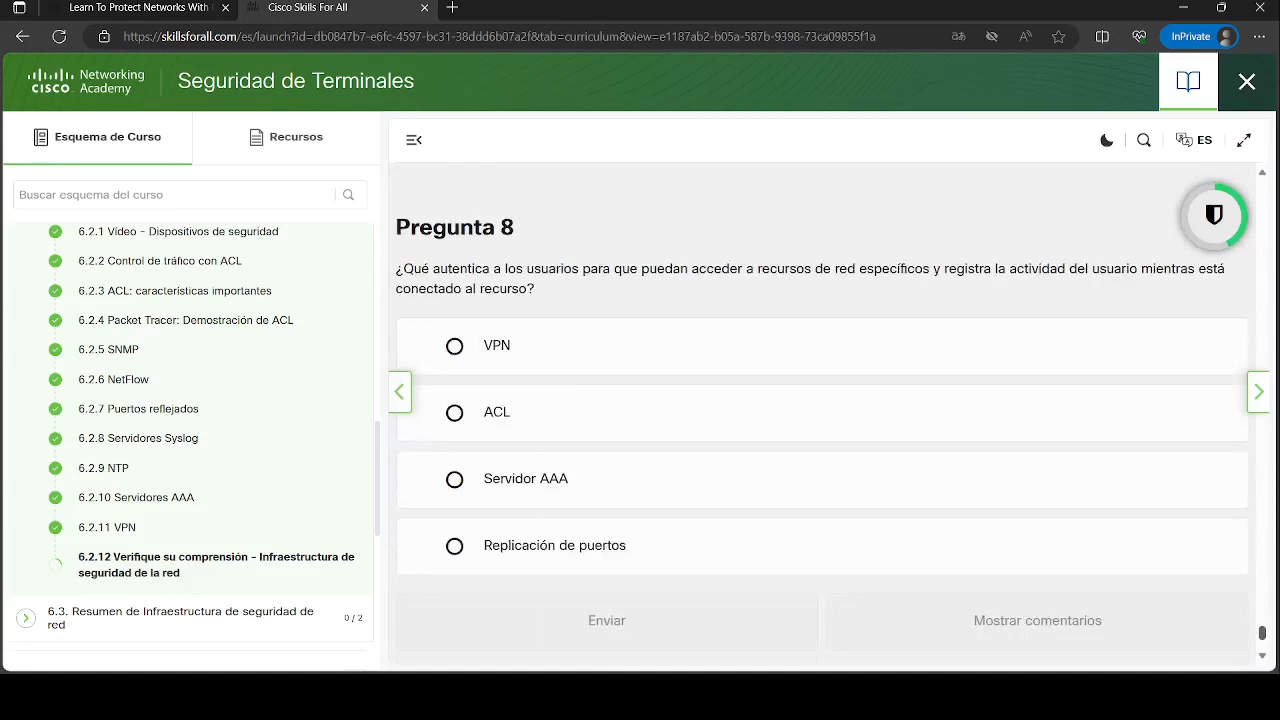 Learn To Protect Networks With
Cisco Skills For All
https://skillsforall.com/es/launch?id=db0847b7-e6fc-4597-bc31-38ddd6b07a2f&tab=curriculum&view=e1187ab2-b05a-587b-9398-73ca09855f1a
InPrivate
Networking
CISCO Academy
Seguridad de Terminales
Esquema de Curso
Recursos
ES
Buscar esquema del curso
6.2.1 Vídeo - Dispositivos de seguridad
6.2.2 Control de tráfico con ACL
6.2.3 ACL: características importantes
6.2.4 Packet Tracer: Demostración de ACL
6.2.5 SNMP
6.2.6 NetFlow
6.2.7 Puertos reflejados
6.2.8 Servidores Syslog
6.2.9 NTP
6.2.10 Servidores AAA
6.2.11 VPN
6.2.12 Verifique su comprensión - Infraestructura de
seguridad de la red
6.3. Resumen de Infraestructura de seguridad de
red
0 / 2
Pregunta 8
¿Qué autentica a los usuarios para que puedan acceder a recursos de red específicos y registra la actividad del usuario mientras está
conectado al recurso?
VPN
ACL
Servidor AAA
Replicación de puertos
Enviar
Mostrar comentarios